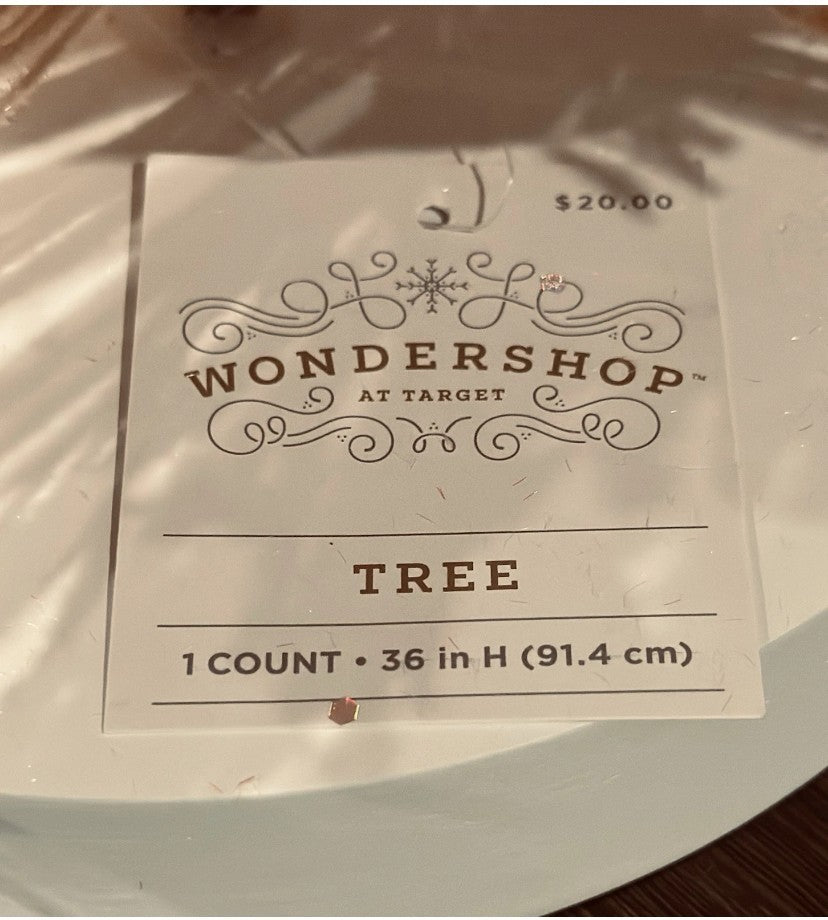 $20.00
WONDERSHOP™
AT TARGET
TREE
1 COUNT • 36 in H (91.4 cm)